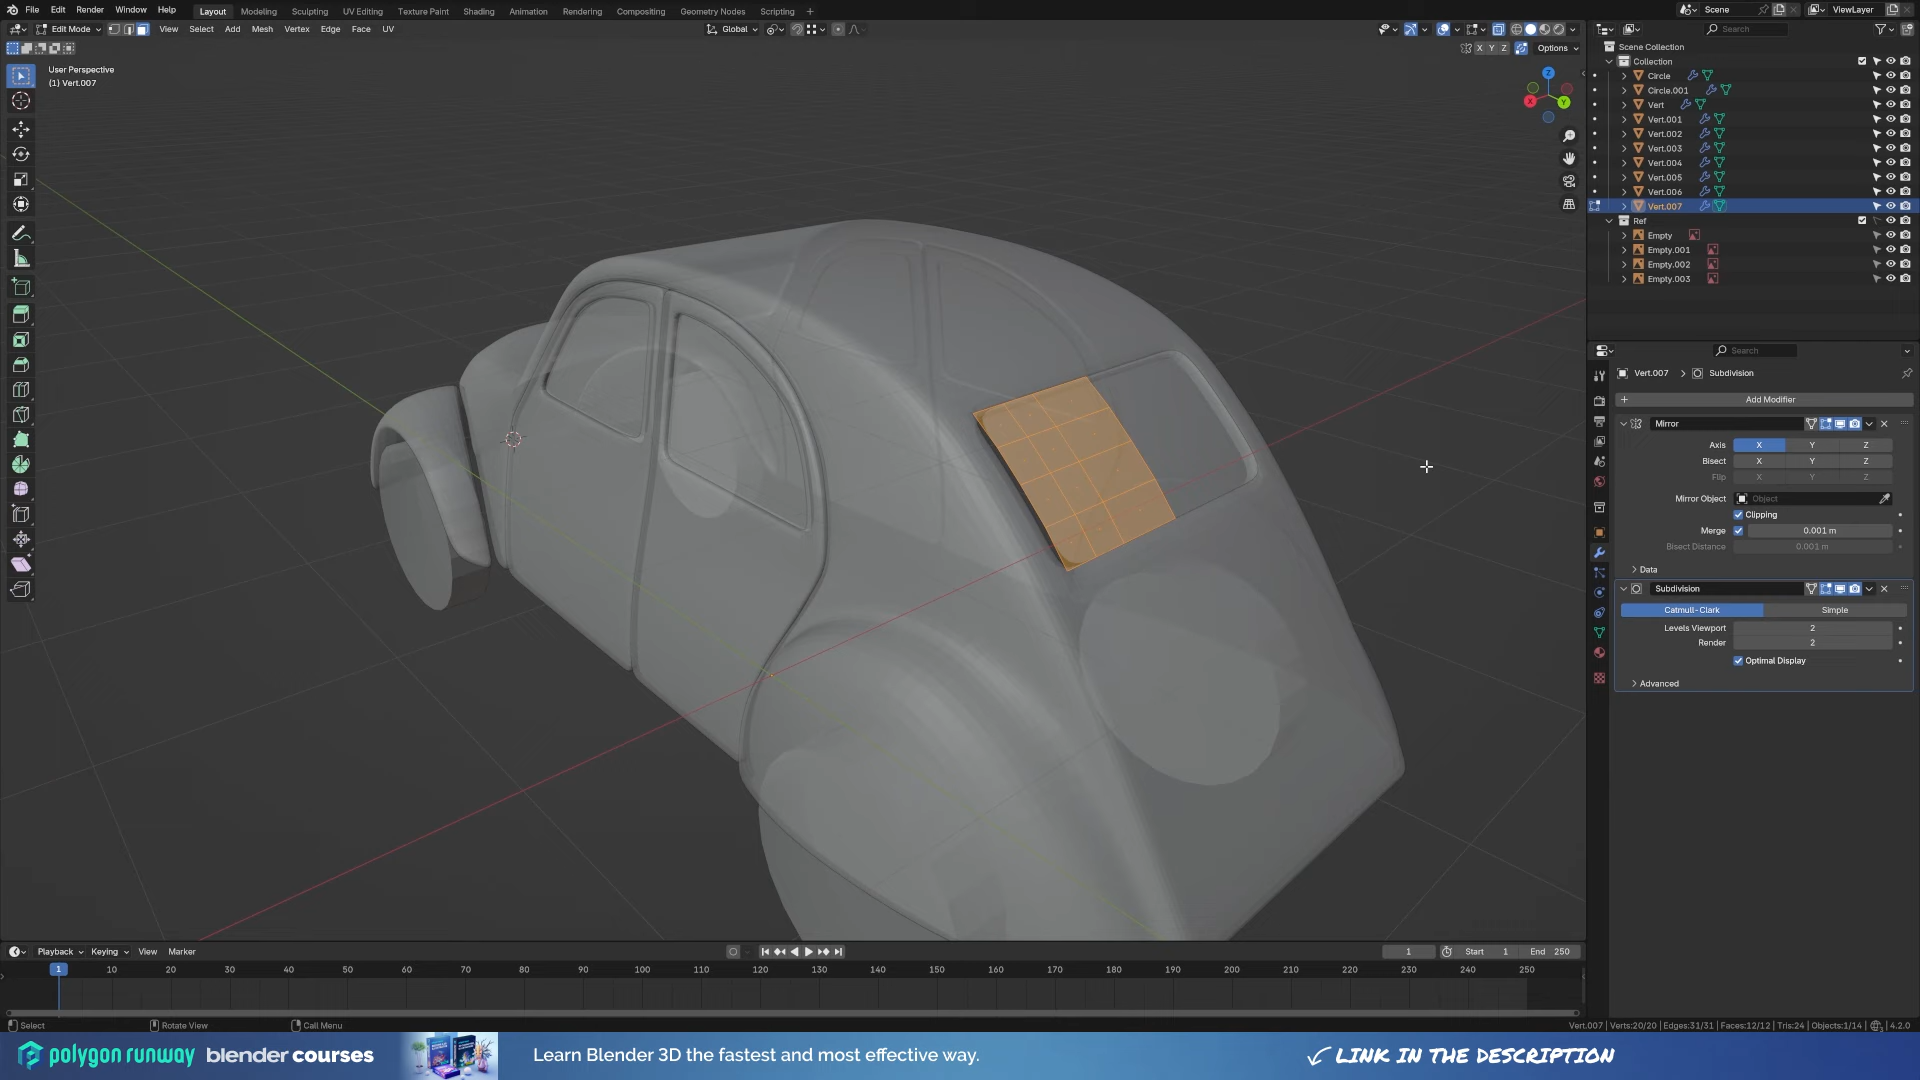 File Edit Render Window Help
Layout Modeling Sculpting UV Editing Texture Paint Shading Animation Rendering Compositing Geometry Nodes Scripting +
Scene
ViewLayer
Edit Mode View Select Add Mesh Vertex Edge Face UV
Global
Search
X Y Z
Options
User Perspective
(1) Vert.007
Z
X
Y
Scene Collection
Collection
Circle
Circle.001
Vert
Vert.001
Vert.002
Vert.003
Vert.004
Vert.005
Vert.006
Vert.007
Ref
Empty
Empty.001
Empty.002
Empty.003
Search
Vert.007 > Subdivision
+ Add Modifier
Mirror
Axis X Y Z
Bisect X Y Z
Flip X Y Z
Mirror Object Object
Clipping
Merge 0.001 m
Bisect Distance 0.001 m
Data
Subdivision
Catmull-Clark Simple
Levels Viewport 2
Render 2
Optimal Display
Advanced
Playback Keying View Marker
1 Start 1 End 250
1 10 20 30 40 50 60 70 80 90 100 110 120 130 140 150 160 170 180 190 200 210 220 230 240 250
Select Rotate View Call Menu
Vert.007 | Verts:20/20 | Edges:31/31 | Faces:12/12 | Tris:24 | Objects:1/14 | 4.2.0
polygon runway blender courses
Learn Blender 3D the fastest and most effective way.
LINK IN THE DESCRIPTION